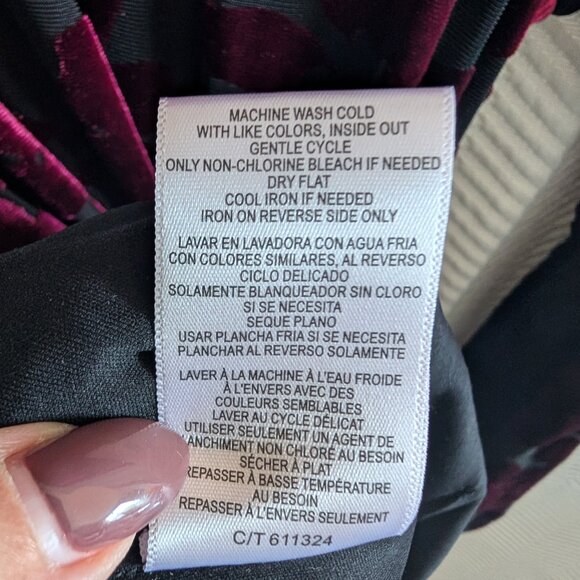 MACHINE WASH COLD
WITH LIKE COLORS, INSIDE OUT
GENTLE CYCLE
ONLY NON-CHLORINE BLEACH IF NEEDED
DRY FLAT
COOL IRON IF NEEDED
IRON ON REVERSE SIDE ONLY
LAVAR EN LAVADORA CON AGUA FRIA
CON COLORES SIMILARES, AL REVERSO
CICLO DELICADO
SOLAMENTE BLANQUEADOR SIN CLORO
SI SE NECESITA
SEQUE PLANO
USAR PLANCHA FRIA SI SE NECESITA
PLANCHAR AL REVERSO SOLAMENTE
LAVER À LA MACHINE À L'EAU FROIDE
À L'ENVERS AVEC DES
COULEURS SEMBLABLES
LAVER AU CYCLE DÉLICAT
UTILISER SEULEMENT UN AGENT DE
LANCHIMENT NON CHLORÉ AU BESOIN
SÉCHER À PLAT
REPASSER À BASSE TEMPÉRATURE
AU BESOIN
REPASSER À L'ENVERS SEULEMENT
C/T 611324